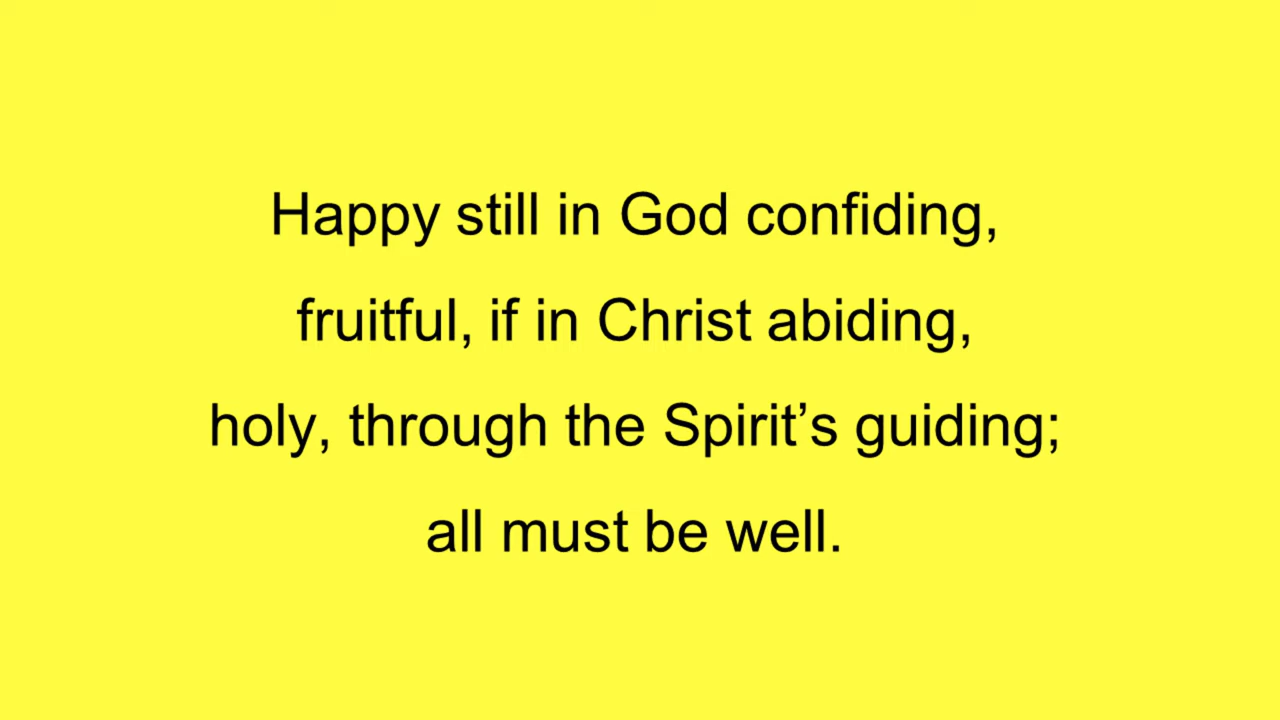 Happy still in God confiding,
fruitful, if in Christ abiding,
holy, through the Spirit’s guiding;
all must be well.